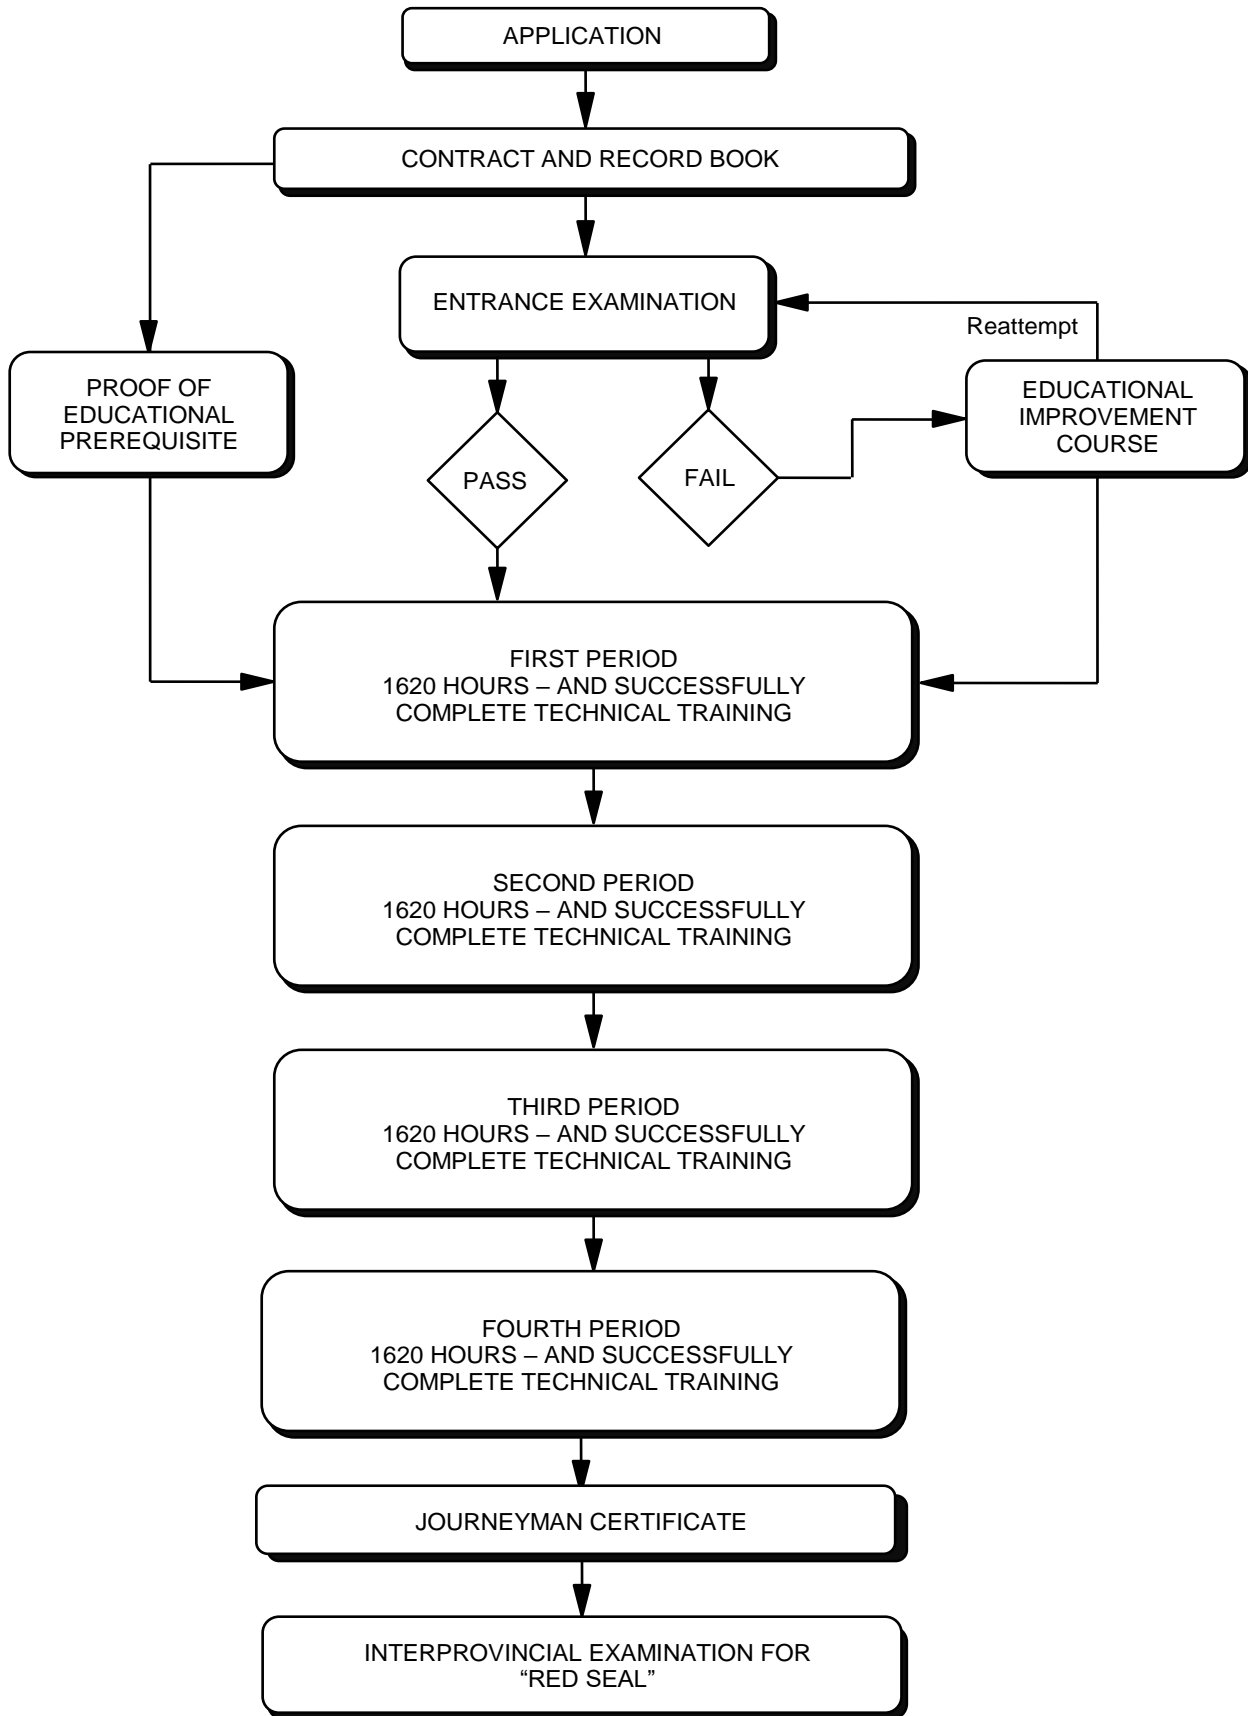 APPLICATION
CONTRACT AND RECORD BOOK
ENTRANCE EXAMINATION
Reattempt
PROOF OF
EDUCATIONAL
PREREQUISITE
EDUCATIONAL
IMPROVEMENT
COURSE
PASS
FAIL
FIRST PERIOD
1620 HOURS – AND SUCCESSFULLY
COMPLETE TECHNICAL TRAINING
SECOND PERIOD
1620 HOURS – AND SUCCESSFULLY
COMPLETE TECHNICAL TRAINING
THIRD PERIOD
1620 HOURS – AND SUCCESSFULLY
COMPLETE TECHNICAL TRAINING
FOURTH PERIOD
1620 HOURS – AND SUCCESSFULLY
COMPLETE TECHNICAL TRAINING
JOURNEYMAN CERTIFICATE
INTERPROVINCIAL EXAMINATION FOR
“RED SEAL”